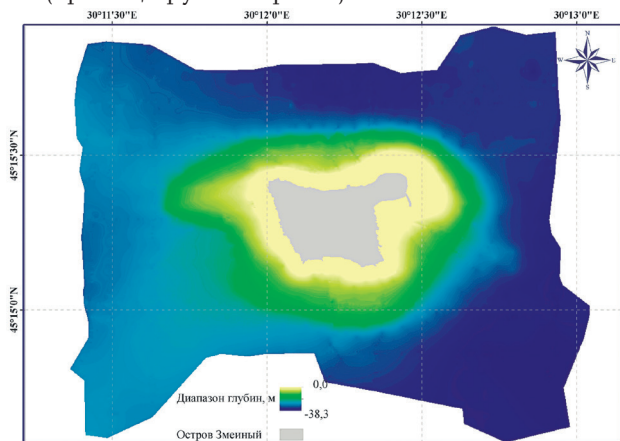 30°11'30"E 30°12'0"E 30°12'30"E 30°13'0"E
N
W U
S
45°15'30"N
45°15'0"N
0,0
Диапазон глубин, м
-38,3
Остров Змеиный